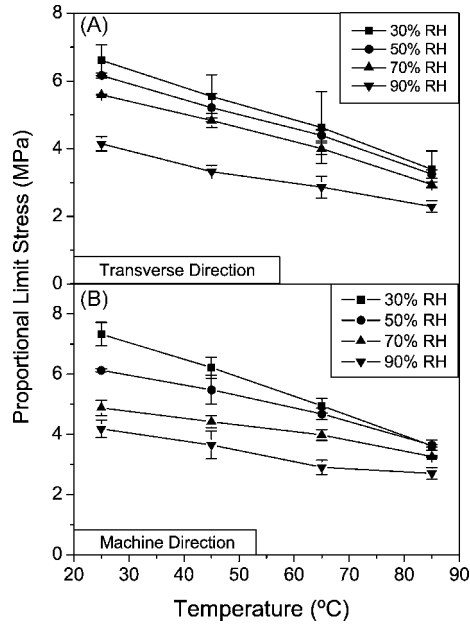 (A)
30% RH
50% RH
70% RH
90% RH
8
6
4
2
0
Transverse Direction
Proportional Limit Stress (MPa)
(B)
30% RH
50% RH
70% RH
90% RH
8
6
4
2
0
Machine Direction
20 30 40 50 60 70 80 90
Temperature (ºC)